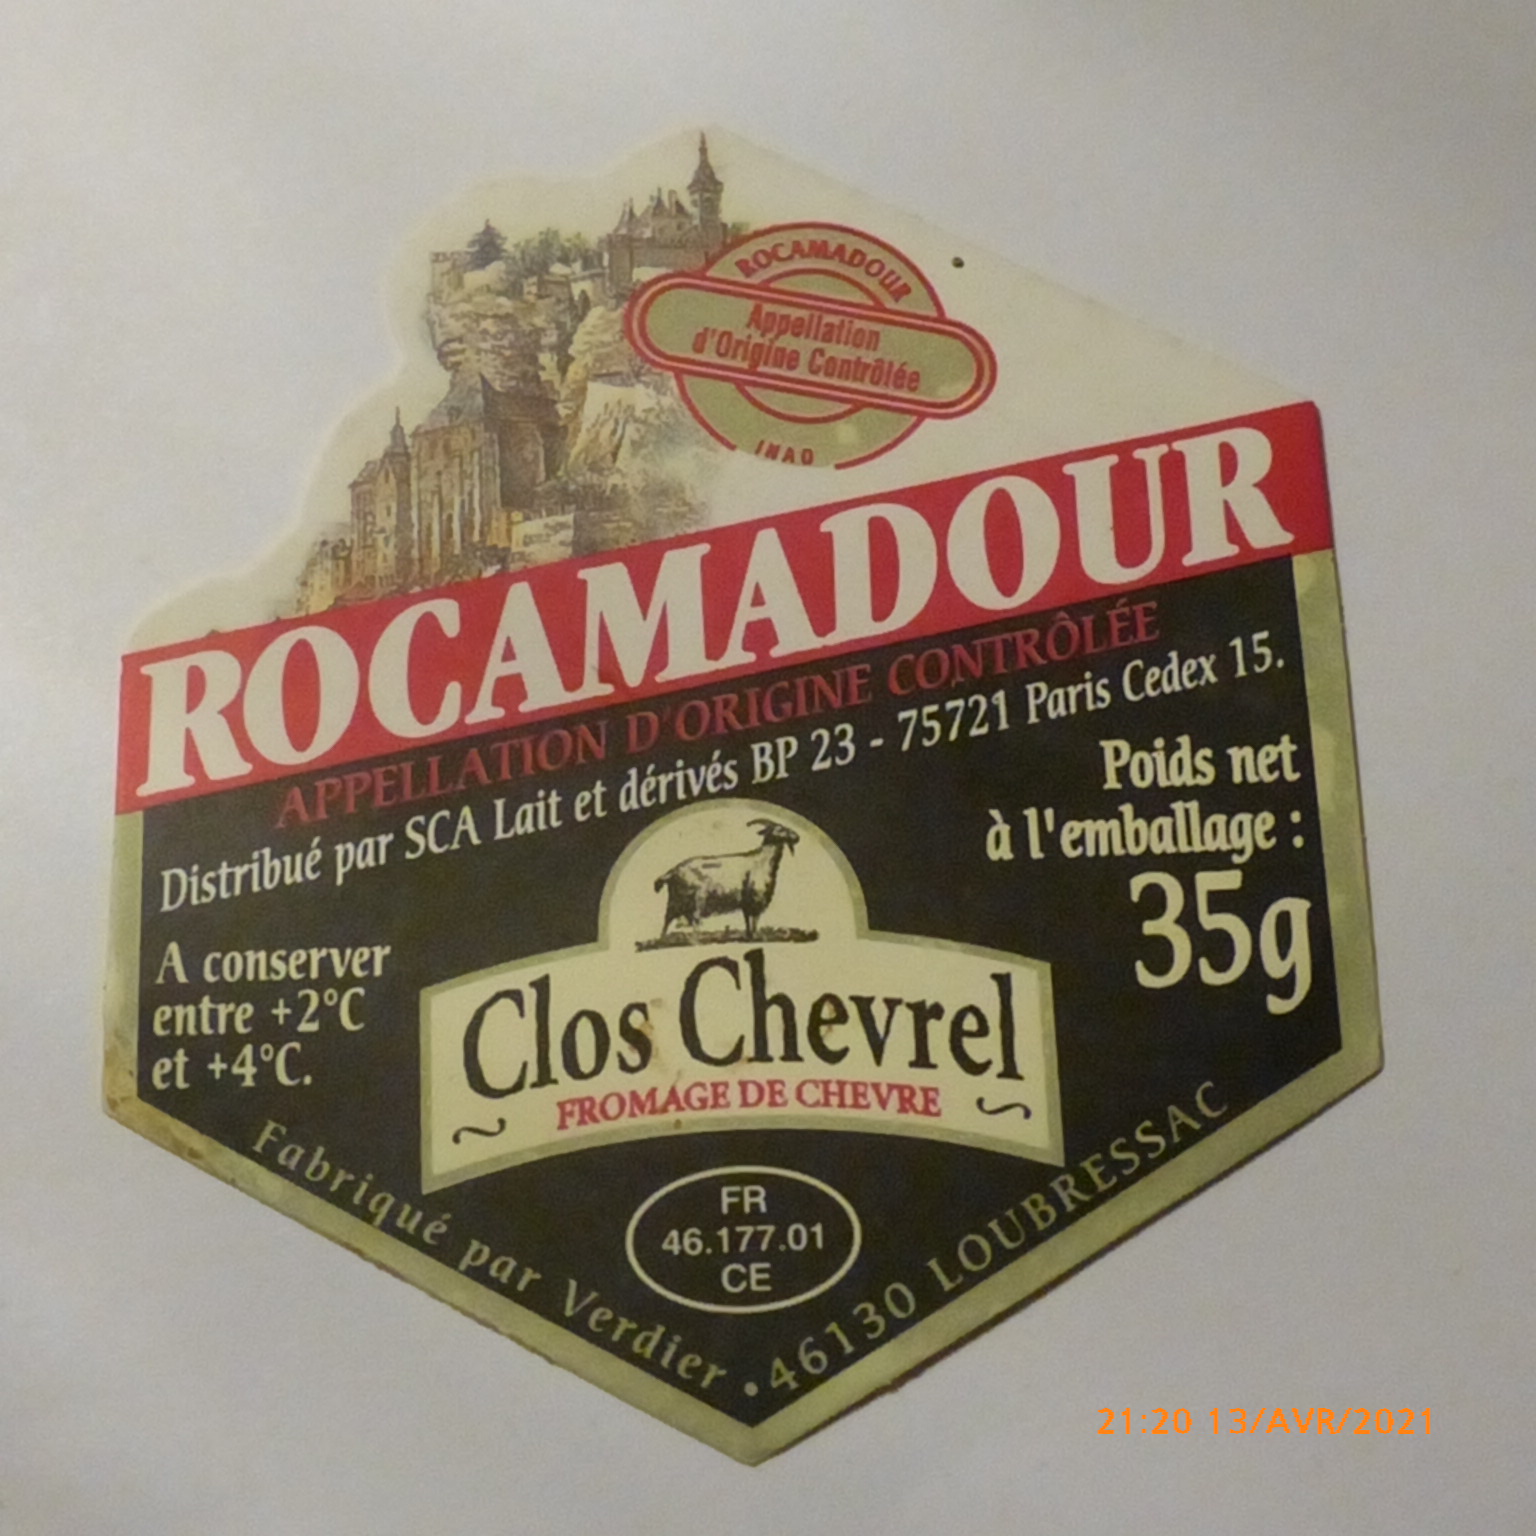 ROCAMADOUR
Appellation
d'Origine Contrôlée
INAO
ROCAMADOUR
APPELLATION D'ORIGINE CONTRÔLÉE
Distribué par SCA Lait et dérivés BP 23 - 75721 Paris Cedex 15.
Poids net
à l'emballage :
35g
A conserver
entre +2°C
et +4°C.
Clos Chevrel
~ FROMAGE DE CHEVRE ~
FR
46.177.01
CE
Fabriqué par Verdier • 46130 LOUBRESSAC
21:20 13/AVR/2021